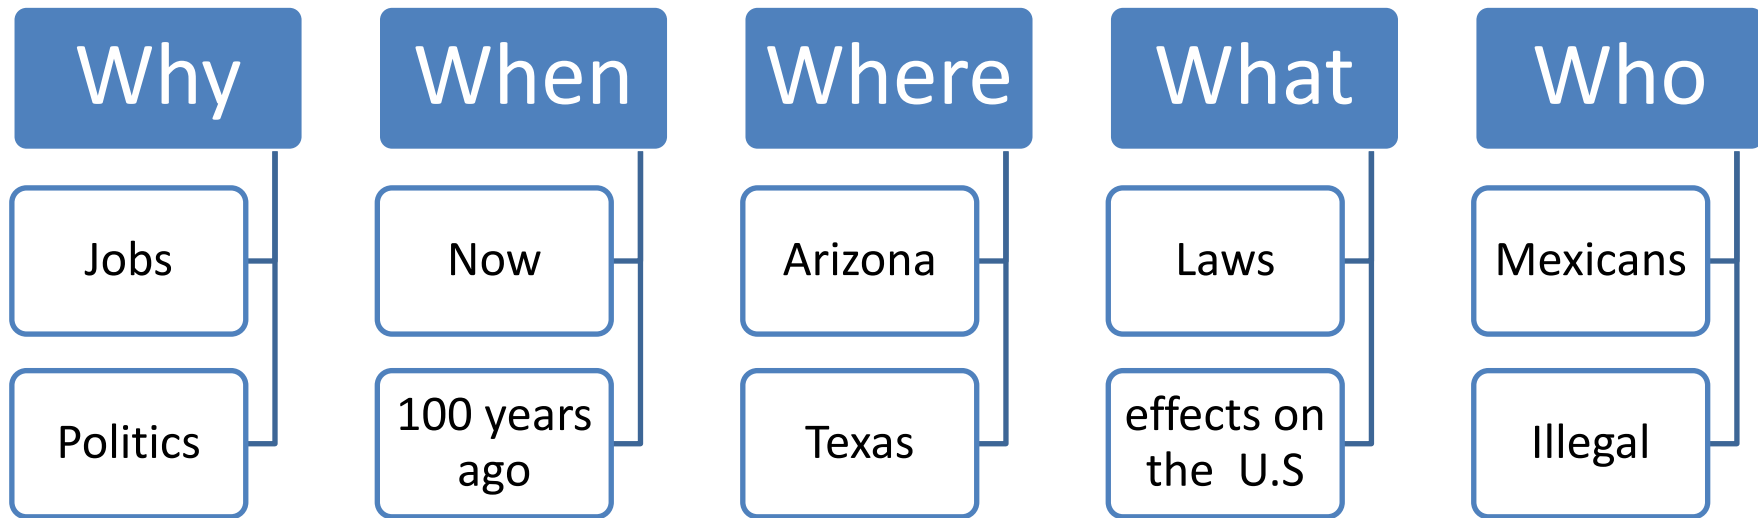 Why
Jobs
Politics
When
Now
100 years
ago
Where
Arizona
Texas
What
Laws
effects on
the  U.S
Who
Mexicans
Illegal